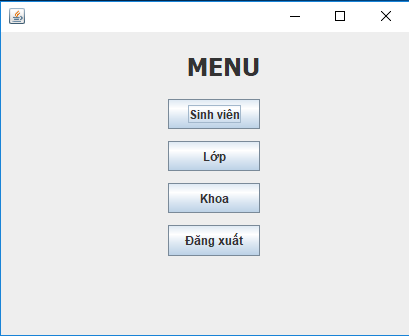 MENU
Sinh viên
Lớp
Khoa
Đăng xuất